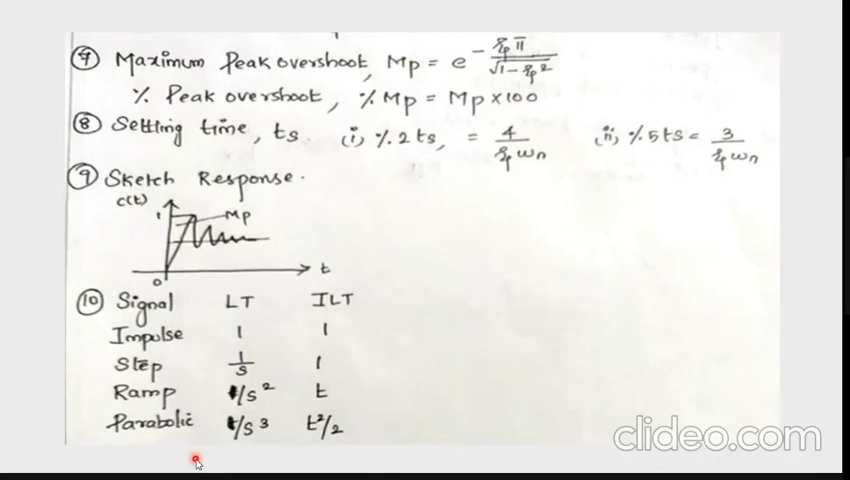 ⑦ Maximum Peak overshoot, Mp = e^(-ξπ/√(1-ξ²))
% Peak overshoot, % Mp = Mp × 100
⑧ Settling time, ts. (i) % 2 ts, = 4/ξωn (ii) % 5 ts = 3/ξωn
⑨ Sketch Response.
c(t)
1 Mp
0 t
⑩ Signal LT ILT
Impulse 1 1
Step 1/s 1
Ramp 1/s² t
Parabolic 1/s³ t²/2
clideo.com